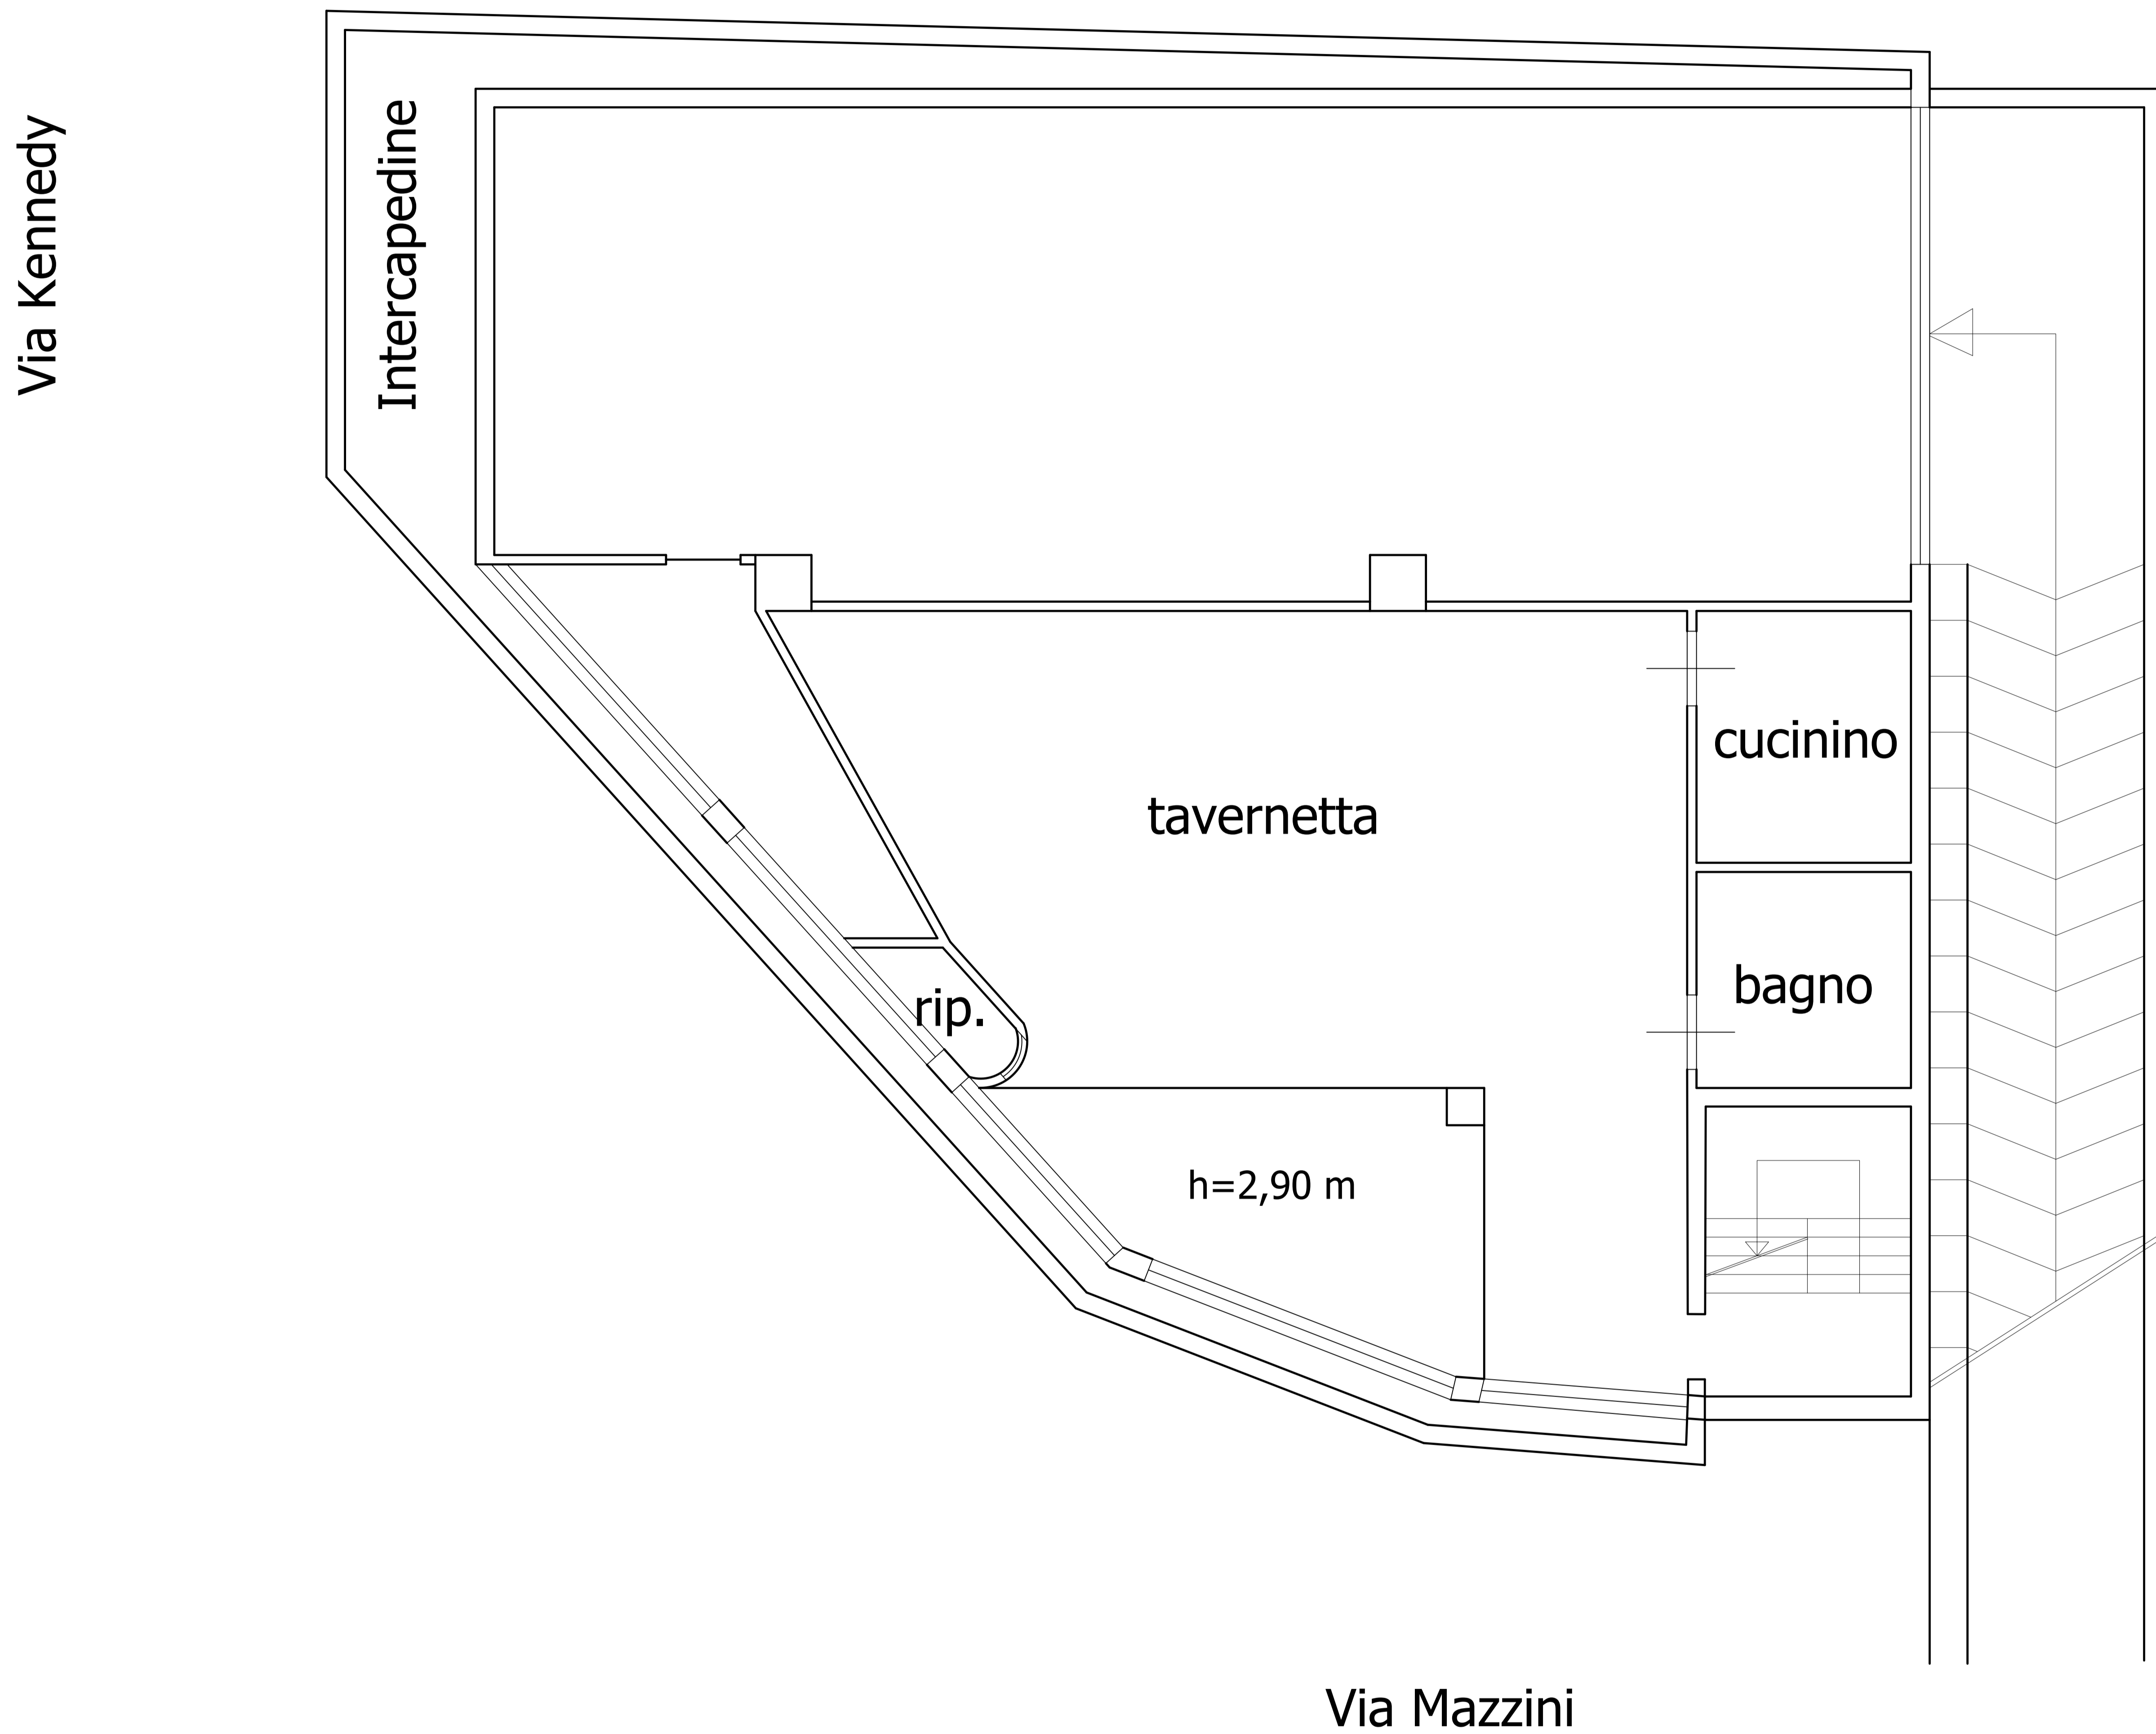 Via Kennedy
Intercapedine
cucinino
tavernetta
bagno
rip.
h=2,90 m
Via Mazzini